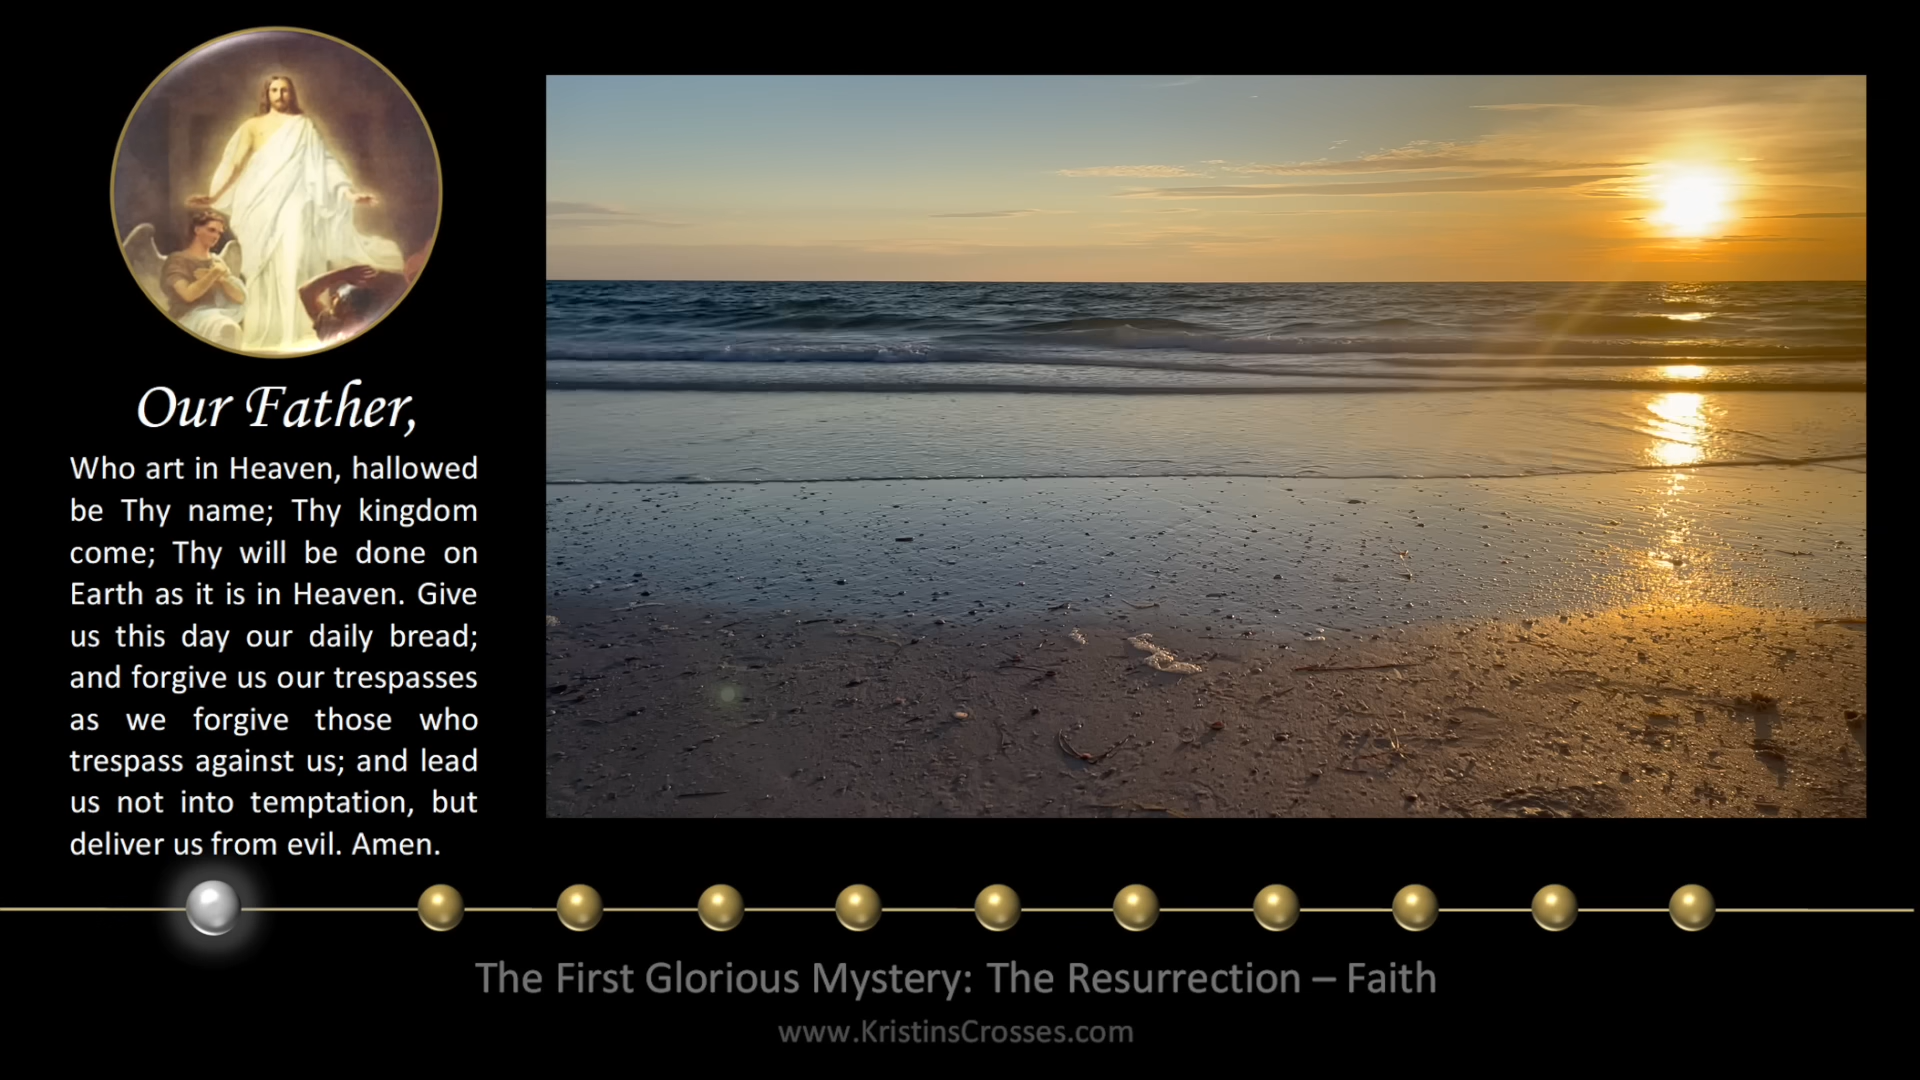 Our Father,
Who art in Heaven, hallowed
be Thy name; Thy kingdom
come; Thy will be done on
Earth as it is in Heaven. Give
us this day our daily bread;
and forgive us our trespasses
as we forgive those who
trespass against us; and lead
us not into temptation, but
deliver us from evil. Amen.
The First Glorious Mystery: The Resurrection – Faith
www.KristinsCrosses.com